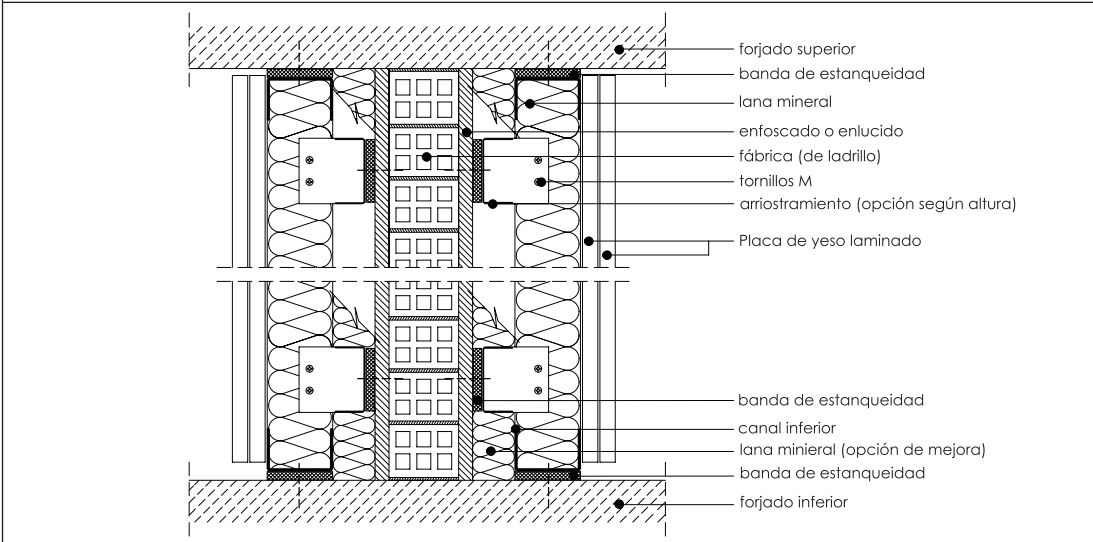 forjado superior
banda de estanqueidad
lana mineral
enfoscado o enlucido
fábrica (de ladrillo)
tornillos M
arriostramiento (opción según altura)
Placa de yeso laminado
banda de estanqueidad
canal inferior
lana minieral (opción de mejora)
banda de estanqueidad
forjado inferior